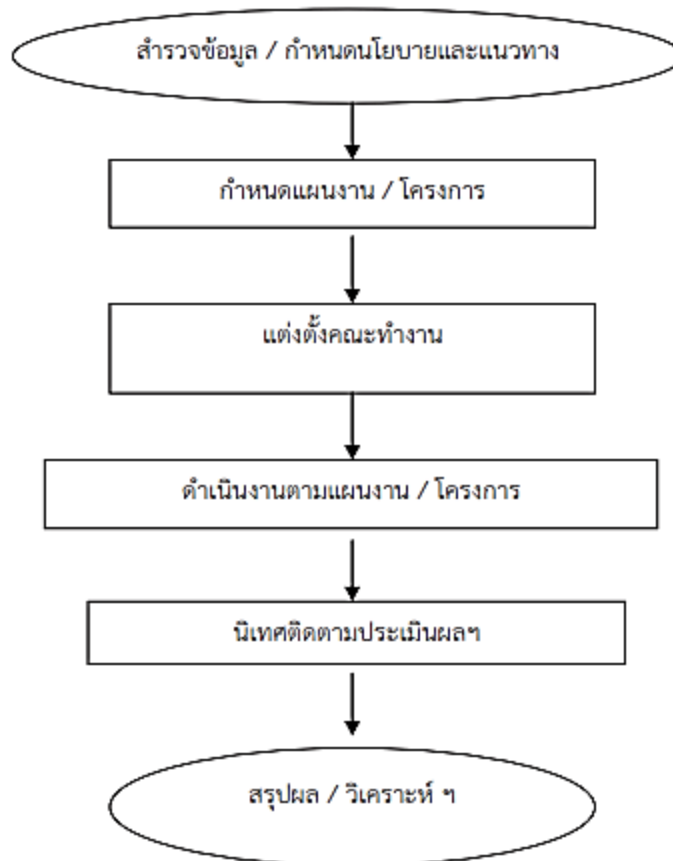 สำรวจข้อมูล / กำหนดนโยบายและแนวทาง
กำหนดแผนงาน / โครงการ
แต่งตั้งคณะทำงาน
ดำเนินงานตามแผนงาน / โครงการ
นิเทศติดตามประเมินผลฯ
สรุปผล / วิเคราะห์ ฯ